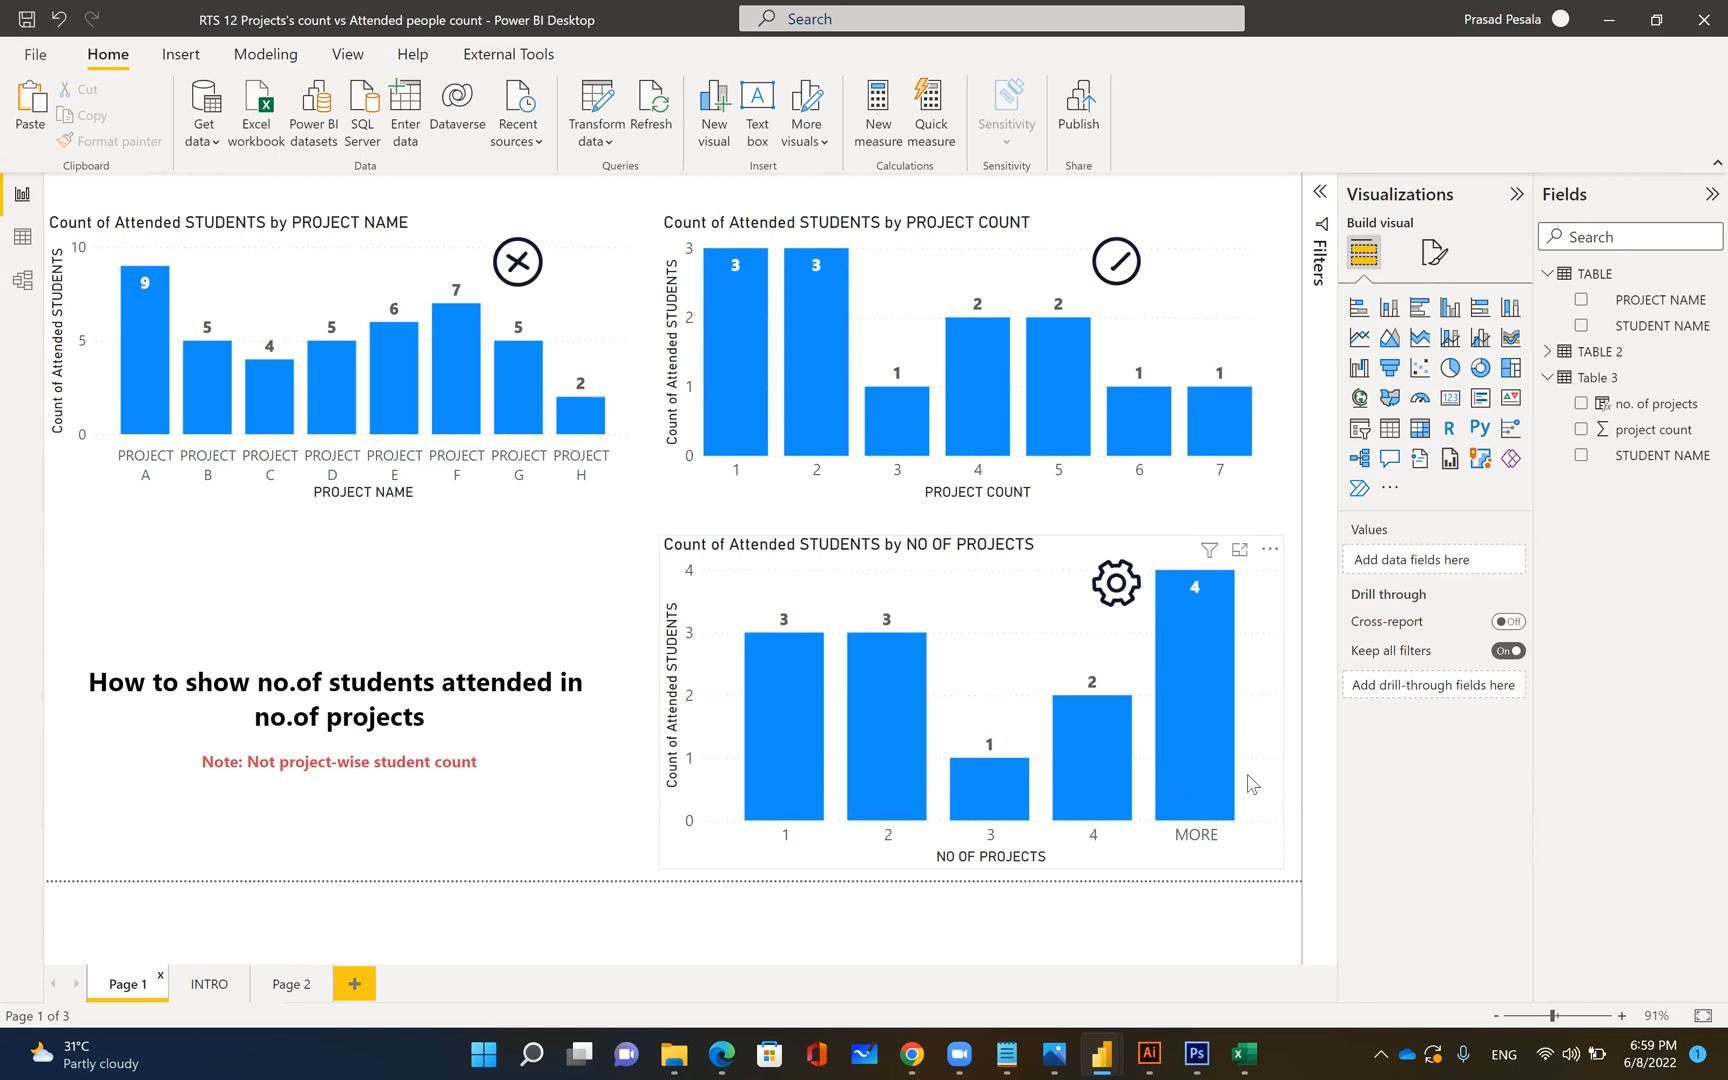 RTS 12 Projects's count vs Attended people count - Power BI Desktop
Search
Prasad Pesala
File
Home
Insert
Modeling
View
Help
External Tools
Paste
Cut
Copy
Format painter
Clipboard
Get data
Excel workbook
Power BI datasets
SQL Server
Enter data
Dataverse
Recent sources
Data
Transform data
Refresh
Queries
New visual
Text box
More visuals
Insert
New measure
Quick measure
Calculations
Sensitivity
Sensitivity
Publish
Share
Count of Attended STUDENTS by PROJECT NAME
Count of Attended STUDENTS
10
5
0
9
5
4
5
6
7
5
2
PROJECT A
PROJECT B
PROJECT C
PROJECT D
PROJECT E
PROJECT F
PROJECT G
PROJECT H
PROJECT NAME
Count of Attended STUDENTS by PROJECT COUNT
Count of Attended STUDENTS
3
2
1
0
3
3
1
2
2
1
1
1
2
3
4
5
6
7
PROJECT COUNT
How to show no.of students attended in
no.of projects
Note: Not project-wise student count
Count of Attended STUDENTS by NO OF PROJECTS
Count of Attended STUDENTS
4
3
2
1
0
3
3
1
2
4
1
2
3
4
MORE
NO OF PROJECTS
Filters
Visualizations
Build visual
R
Py
123
Values
Add data fields here
Drill through
Cross-report
Off
Keep all filters
On
Add drill-through fields here
Fields
Search
TABLE
PROJECT NAME
STUDENT NAME
TABLE 2
Table 3
no. of projects
project count
STUDENT NAME
Page 1
x
INTRO
Page 2
+
Page 1 of 3
- + 91%
31°C
Partly cloudy
Ai
Ps
ENG
6:59 PM
6/8/2022
1